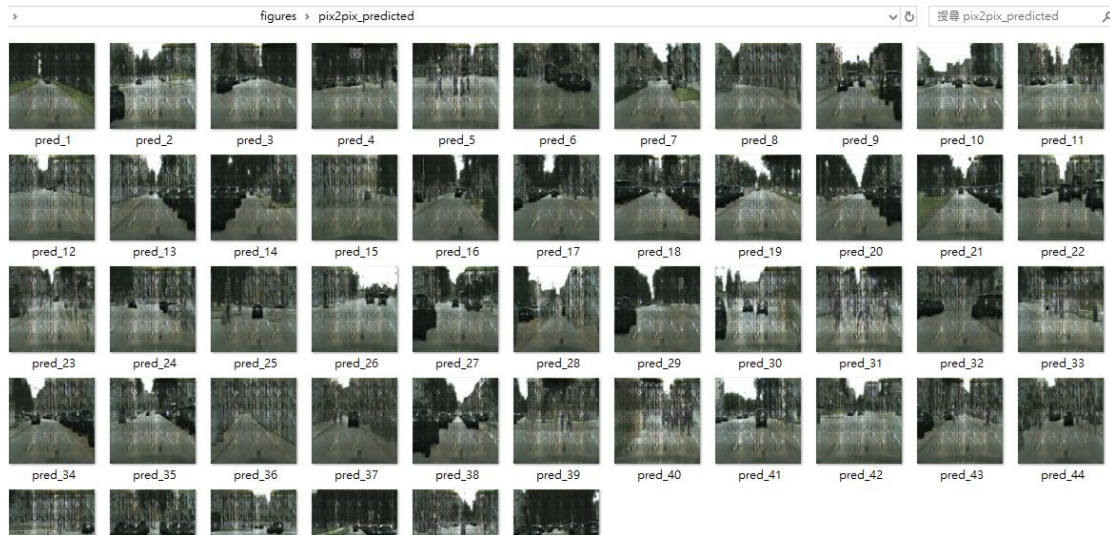 figures > pix2pix_predicted 搜尋 pix2pix_predicted
pred_1 pred_2 pred_3 pred_4 pred_5 pred_6 pred_7 pred_8 pred_9 pred_10 pred_11
pred_12 pred_13 pred_14 pred_15 pred_16 pred_17 pred_18 pred_19 pred_20 pred_21 pred_22
pred_23 pred_24 pred_25 pred_26 pred_27 pred_28 pred_29 pred_30 pred_31 pred_32 pred_33
pred_34 pred_35 pred_36 pred_37 pred_38 pred_39 pred_40 pred_41 pred_42 pred_43 pred_44